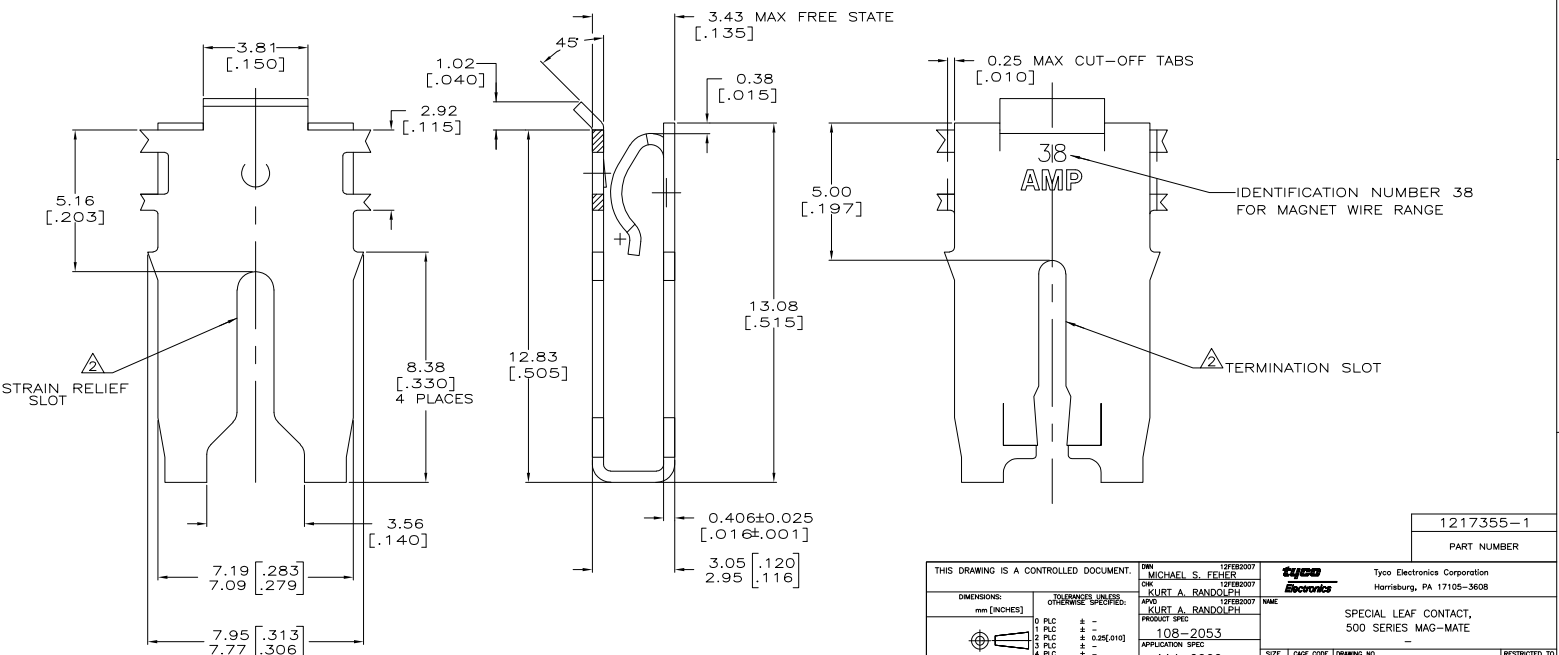 3.81
[.150]
2.92
[.115]
5.16
[.203]
2
STRAIN RELIEF
SLOT
8.38
[.330]
4 PLACES
3.56
[.140]
7.19 [.283]
7.09 [.279]
7.95 [.313]
7.77 [.306]
3.43 MAX FREE STATE
[.135]
45°
1.02
[.040]
0.38
[.015]
12.83
[.505]
13.08
[.515]
0.406±0.025
[.016±.001]
3.05 [.120]
2.95 [.116]
0.25 MAX CUT-OFF TABS
[.010]
38
AMP
5.00
[.197]
IDENTIFICATION NUMBER 38
FOR MAGNET WIRE RANGE
2 TERMINATION SLOT
1217355-1
PART NUMBER
THIS DRAWING IS A CONTROLLED DOCUMENT.
DIMENSIONS:
mm [INCHES]
TOLERANCES UNLESS
OTHERWISE SPECIFIED:
0 PLC ± -
1 PLC ± -
2 PLC ± 0.25[.010]
3 PLC ± -
4 PLC ± -
DWN 12FEB2007
MICHAEL S. FEHER
CHK 12FEB2007
KURT A. RANDOLPH
APVD 12FEB2007
KURT A. RANDOLPH
PRODUCT SPEC
108-2053
APPLICATION SPEC
tyco
Electronics
Tyco Electronics Corporation
Harrisburg, PA 17105-3608
NAME
SPECIAL LEAF CONTACT,
500 SERIES MAG-MATE
-
SIZE CAGE CODE DRAWING NO RESTRICTED TO